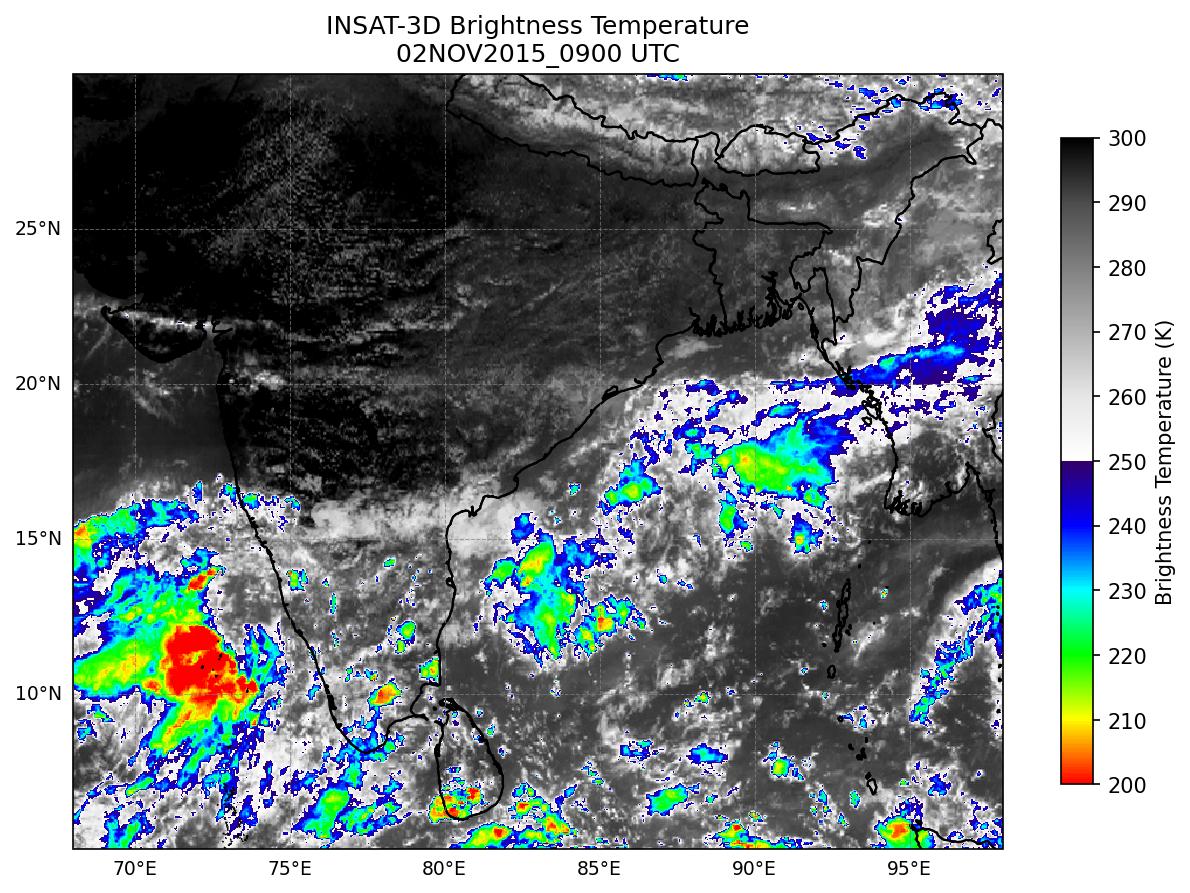 INSAT-3D Brightness Temperature
02NOV2015_0900 UTC
25°N
20°N
15°N
10°N
70°E
75°E
80°E
85°E
90°E
95°E
300
290
280
270
260
250
240
230
220
210
200
Brightness Temperature (K)